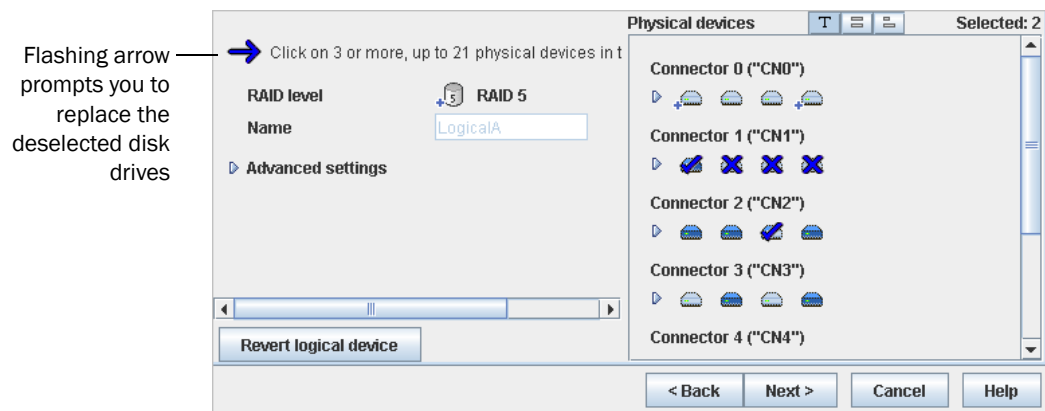 Flashing arrow
prompts you to
replace the
deselected disk
drives
Click on 3 or more, up to 21 physical devices in t
RAID level
5
RAID 5
Name
LogicalA
Advanced settings
Revert logical device
Physical devices
T
Selected: 2
Connector 0 ("CN0")
Connector 1 ("CN1")
Connector 2 ("CN2")
Connector 3 ("CN3")
Connector 4 ("CN4")
< Back
Next >
Cancel
Help